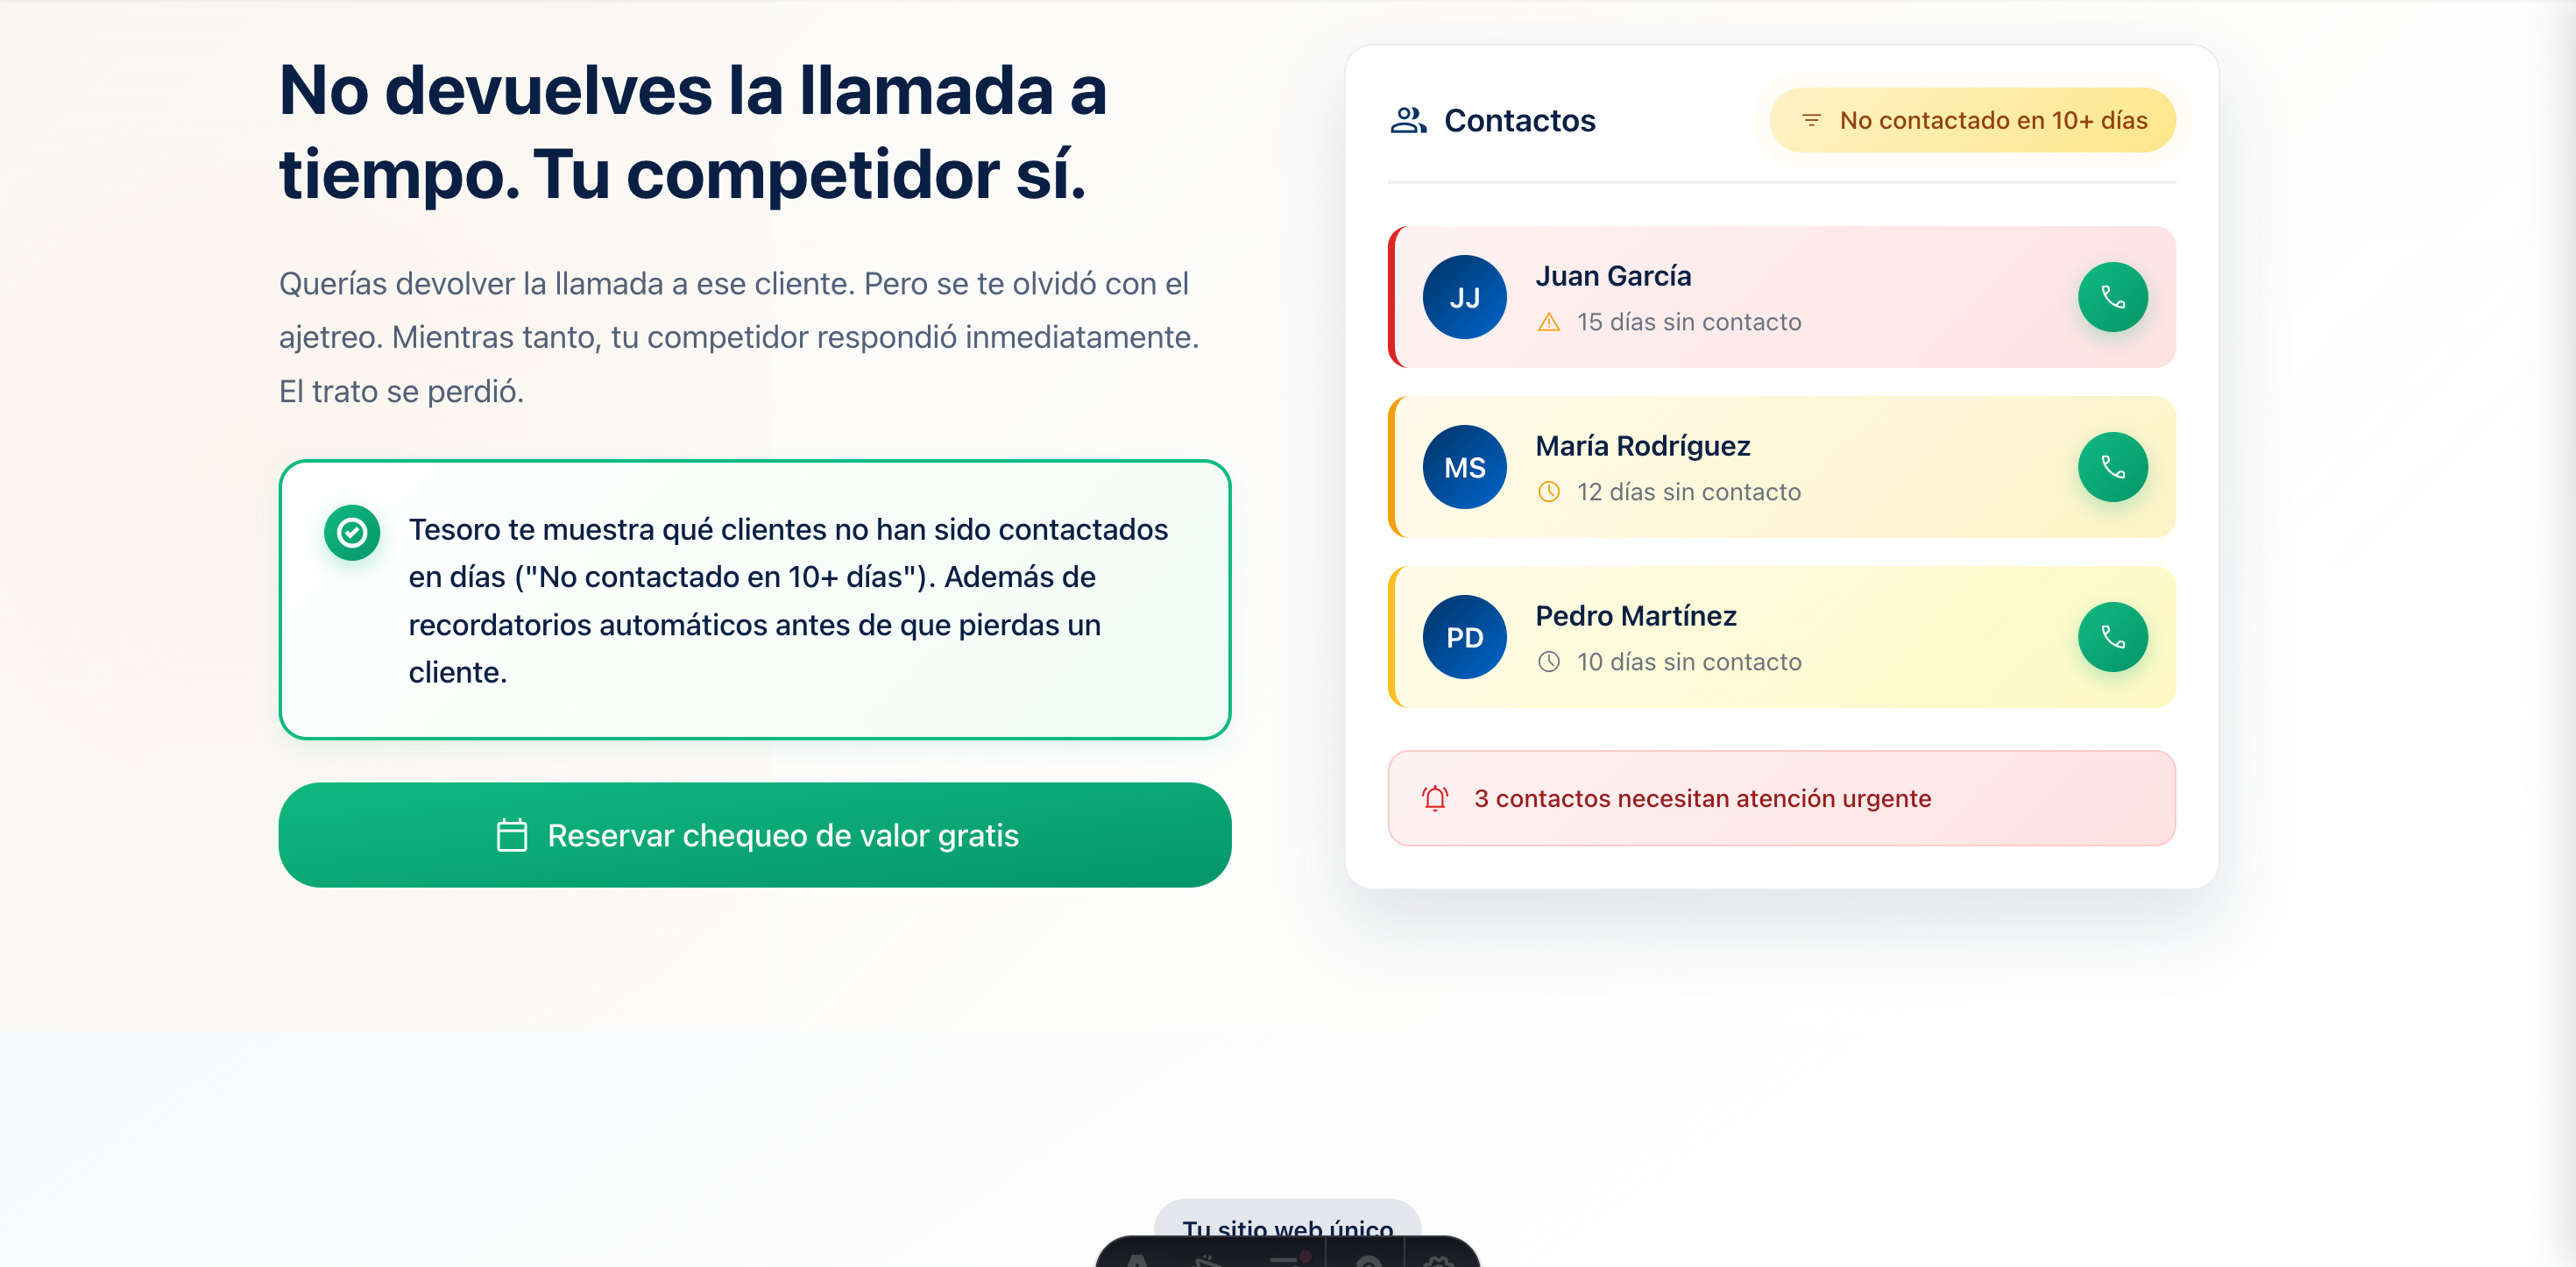 No devuelves la llamada a
tiempo. Tu competidor sí.
Querías devolver la llamada a ese cliente. Pero se te olvidó con el
ajetreo. Mientras tanto, tu competidor respondió inmediatamente.
El trato se perdió.
Tesoro te muestra qué clientes no han sido contactados
en días ("No contactado en 10+ días"). Además de
recordatorios automáticos antes de que pierdas un
cliente.
Reservar chequeo de valor gratis
Contactos
No contactado en 10+ días
JJ
Juan García
15 días sin contacto
MS
María Rodríguez
12 días sin contacto
PD
Pedro Martínez
10 días sin contacto
3 contactos necesitan atención urgente
Tu sitio web único